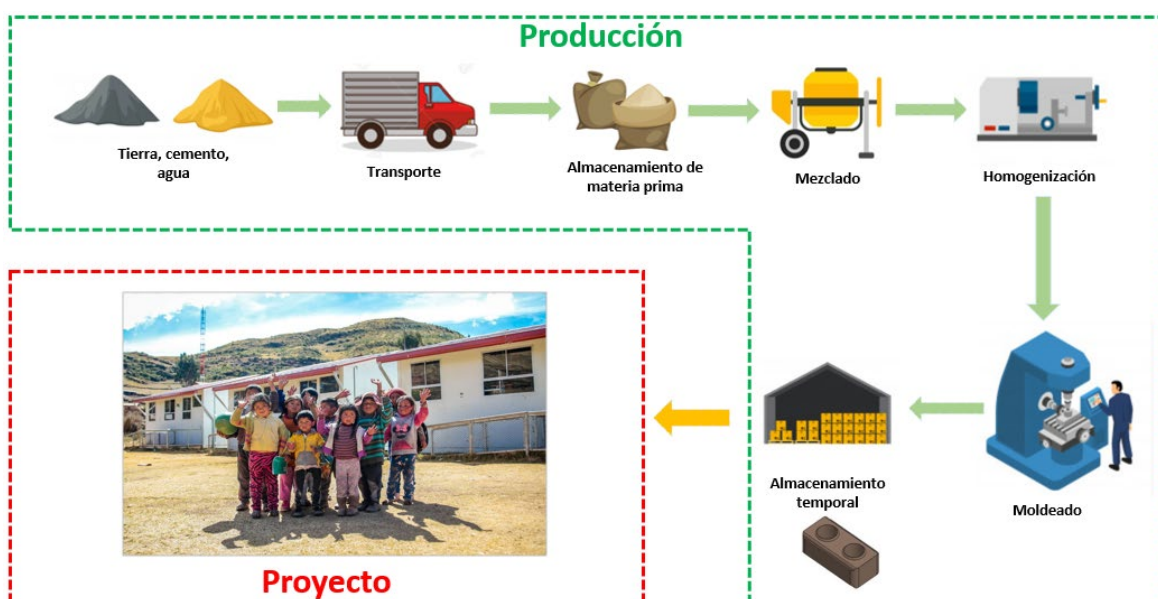 Producción
Tierra, cemento,
agua
Transporte
Almacenamiento de
materia prima
Mezclado
Homogenización
Almacenamiento
temporal
Moldeado
Proyecto